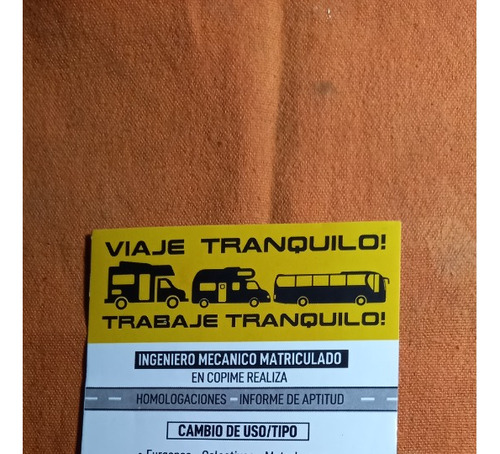 VIAJE TRANQUILO!
TRABAJE TRANQUILO!
INGENIERO MECANICO MATRICULADO
EN COPIME REALIZA
HOMOLOGACIONES - INFORME DE APTITUD
CAMBIO DE USO/TIPO